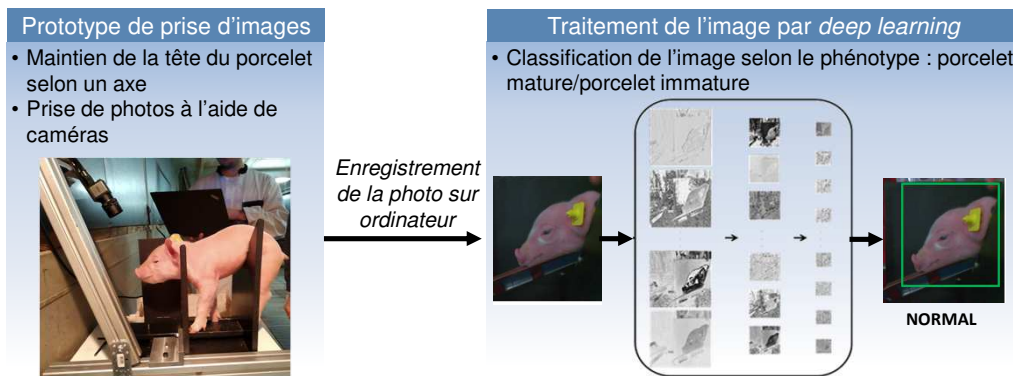 Prototype de prise d’images
• Maintien de la tête du porcelet
selon un axe
• Prise de photos à l’aide de
caméras
Enregistrement
de la photo sur
ordinateur
Traitement de l’image par deep learning
• Classification de l’image selon le phénotype : porcelet
mature/porcelet immature
NORMAL